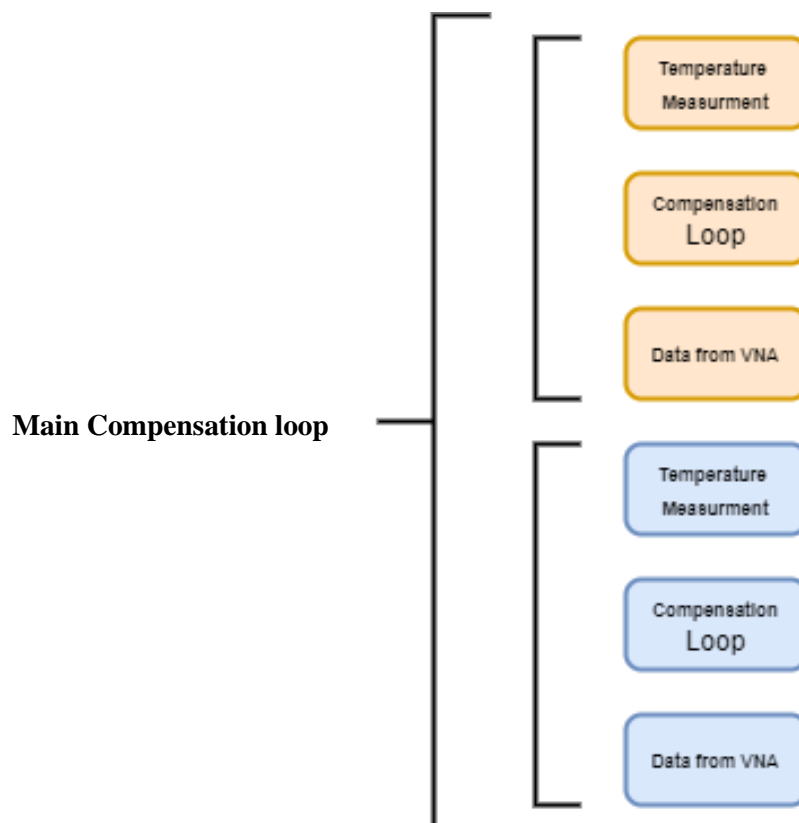 Temperature
Measurment
Compensation
Loop
Data from VNA
Main Compensation loop
Temperature
Measurment
Compensation
Loop
Data from VNA